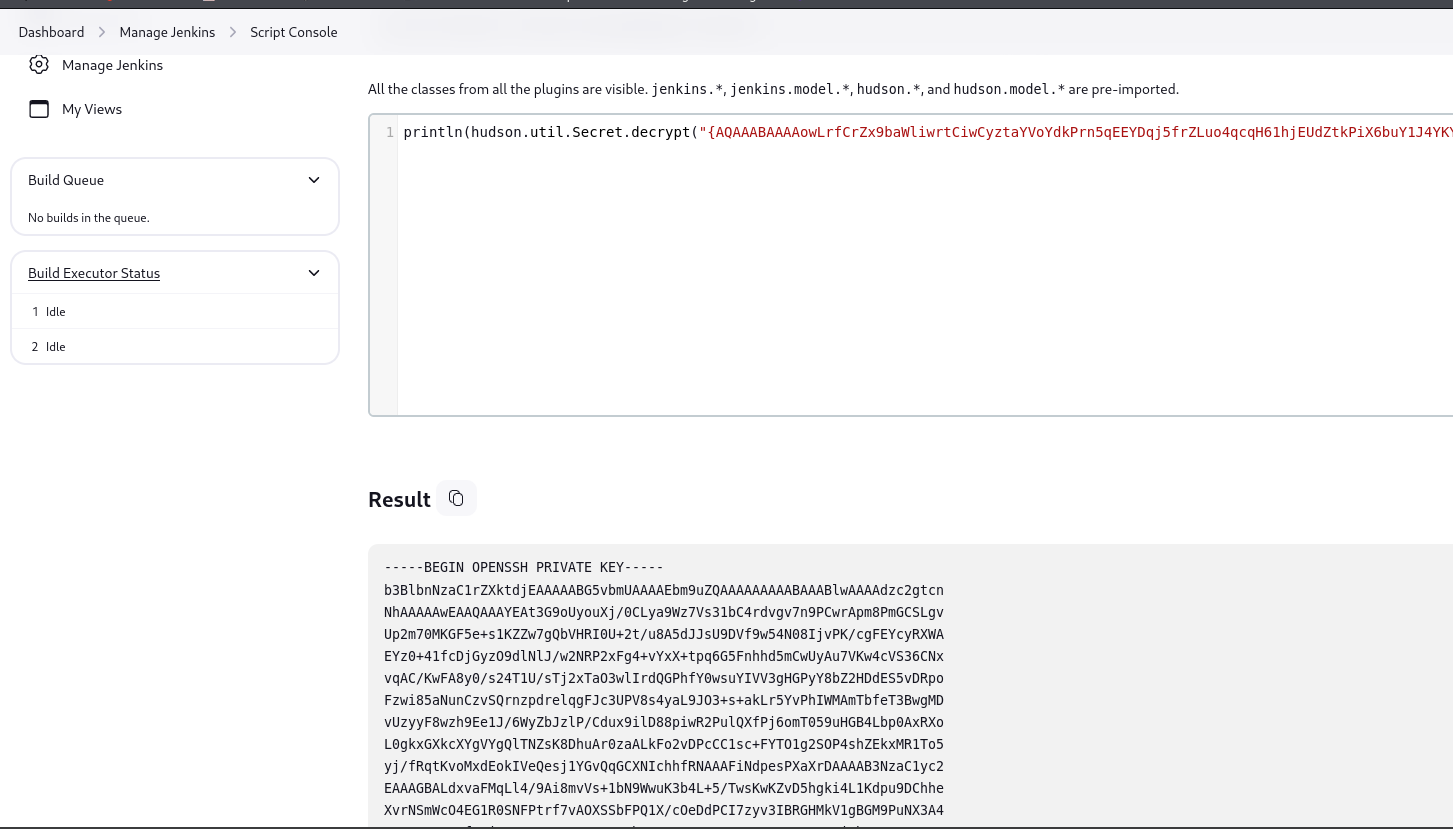 Dashboard > Manage Jenkins > Script Console
Manage Jenkins
My Views
Build Queue
No builds in the queue.
Build Executor Status
1 Idle
2 Idle
All the classes from all the plugins are visible. jenkins.*, jenkins.model.*, hudson.*, and hudson.model.* are pre-imported.
1 println(hudson.util.Secret.decrypt("{AQAAABAAAAowLrfCrZx9baWliwrtCiwCyztaYVoYdkPrn5qEEYDqj5frZLuo4qcqH61hjEUdZtkPiX6buY1J4YKY
Result
-----BEGIN OPENSSH PRIVATE KEY-----
b3BlbnNzaC1rZXktdjEAAAAABG5vbmUAAAAEbm9uZQAAAAAAAAABAAABlwAAAAdzc2gtcn
NhAAAAAwEAAQAAAYEAt3G9oUyouXj/0CLya9Wz7Vs31bC4rdvgv7n9PCwrApm8PmGCSLgv
Up2m70MKGF5e+s1KZZw7gQbVHRI0U+2t/u8A5dJJsU9DVf9w54N08IjvPK/cgFEYcyRXWA
EYz0+41fcDjGyzO9dlNlJ/w2NRP2xFg4+vYxX+tpq6G5Fnhhd5mCwUyAu7VKw4cVS36CNx
vqAC/KwFA8y0/s24T1U/sTj2xTaO3wlIrdQGPhfY0wsuYIVV3gHGPyY8bZ2HDdES5vDRpo
Fzwi85aNunCzvSQrnzpdrelqgFJc3UPV8s4yaL9JO3+s+akLr5YvPhIWMAmTbfeT3BwgMD
vUzyyF8wzh9Ee1J/6WyZbJzlP/Cdux9ilD88piwR2PulQXfPj6omT059uHGB4Lbp0AxRXo
L0gkxGXkcXYgVYgQlTNZsK8DhuAr0zaALkFo2vDPcCC1sc+FYTO1g2SOP4shZEkxMR1To5
yj/fRqtKvoMxdEokIVeQesj1YGvQqGCXNIchhfRNAAAFiNdpesPXaXrDAAAAB3NzaC1yc2
EAAAGBALdxvaFMqLl4/9Ai8mvVs+1bN9WwuK3b4L+5/TwsKwKZvD5hgki4L1Kdpu9DChhe
XvrNSmWcO4EG1R0SNFPtrf7vAOXSSbFPQ1X/cOeDdPCI7zyv3IBRGHMkV1gBGM9PuNX3A4